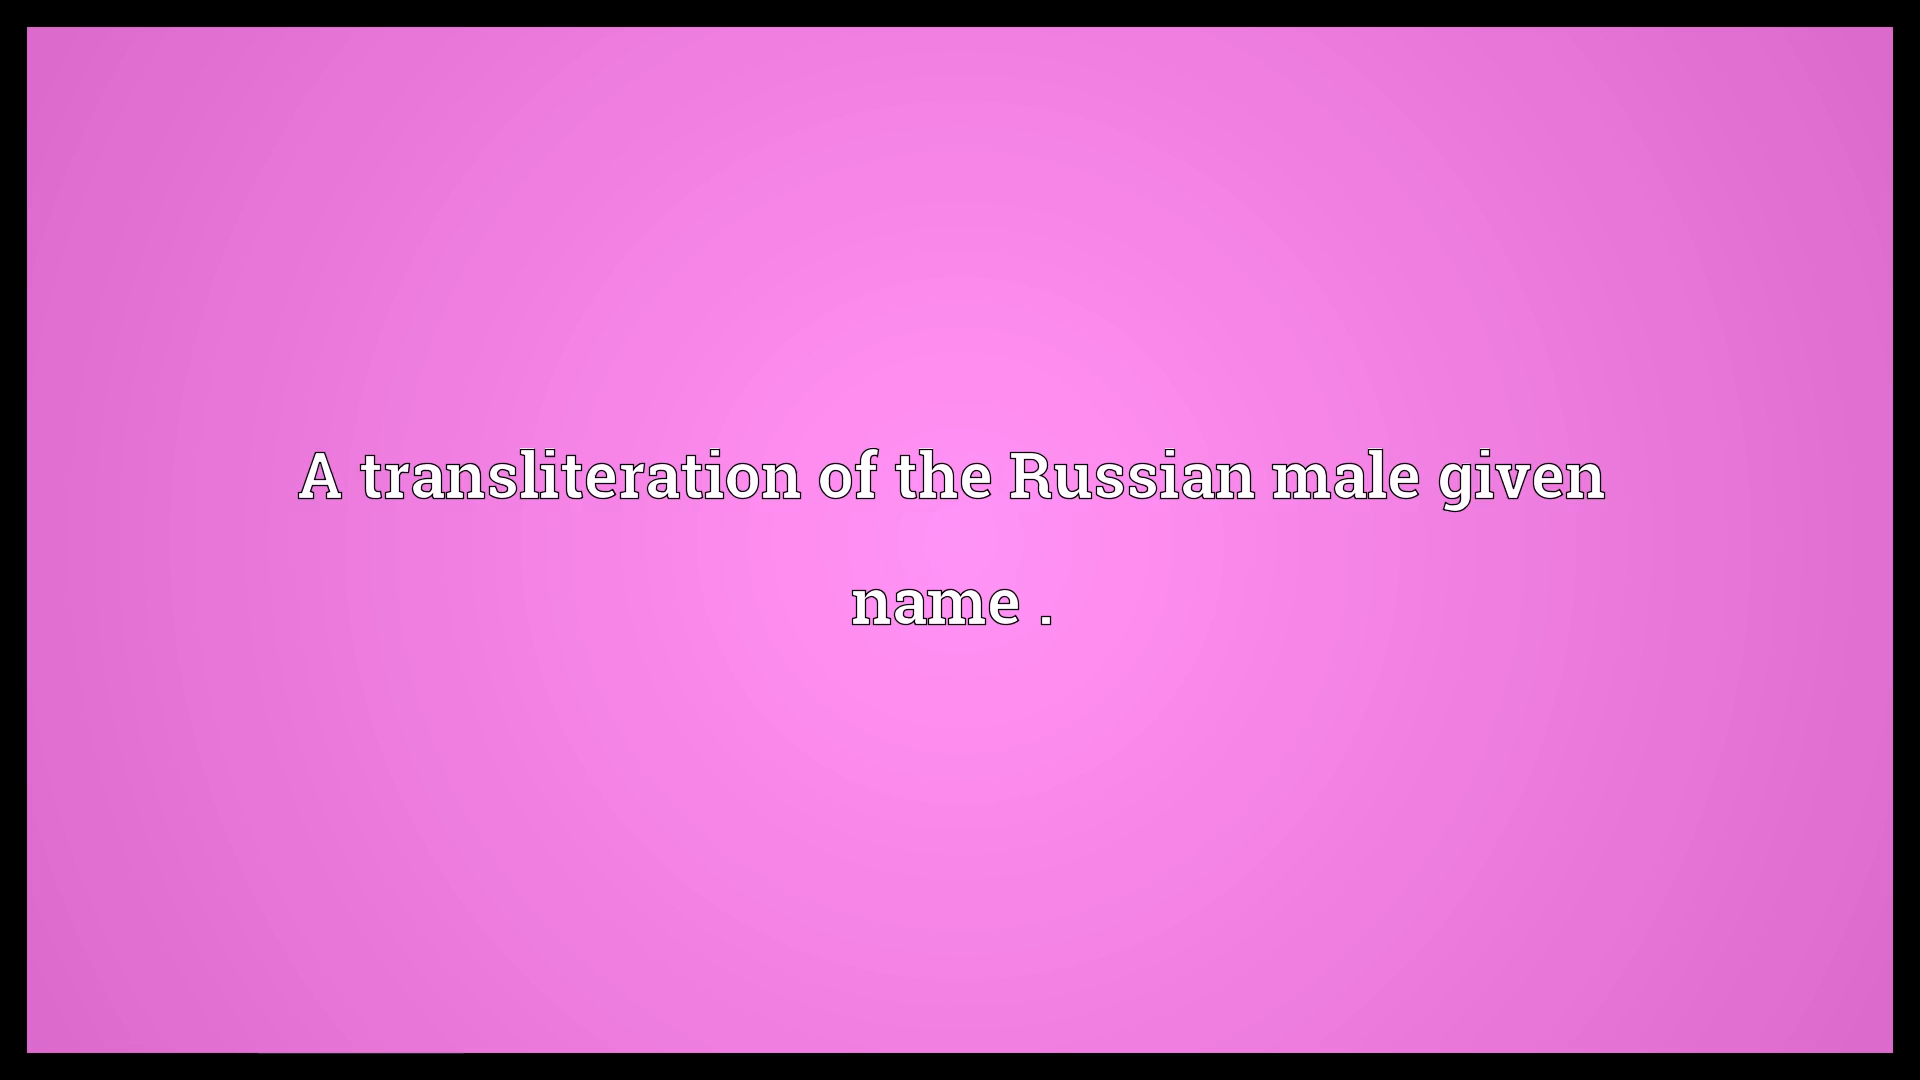 A transliteration of the Russian male given
name .